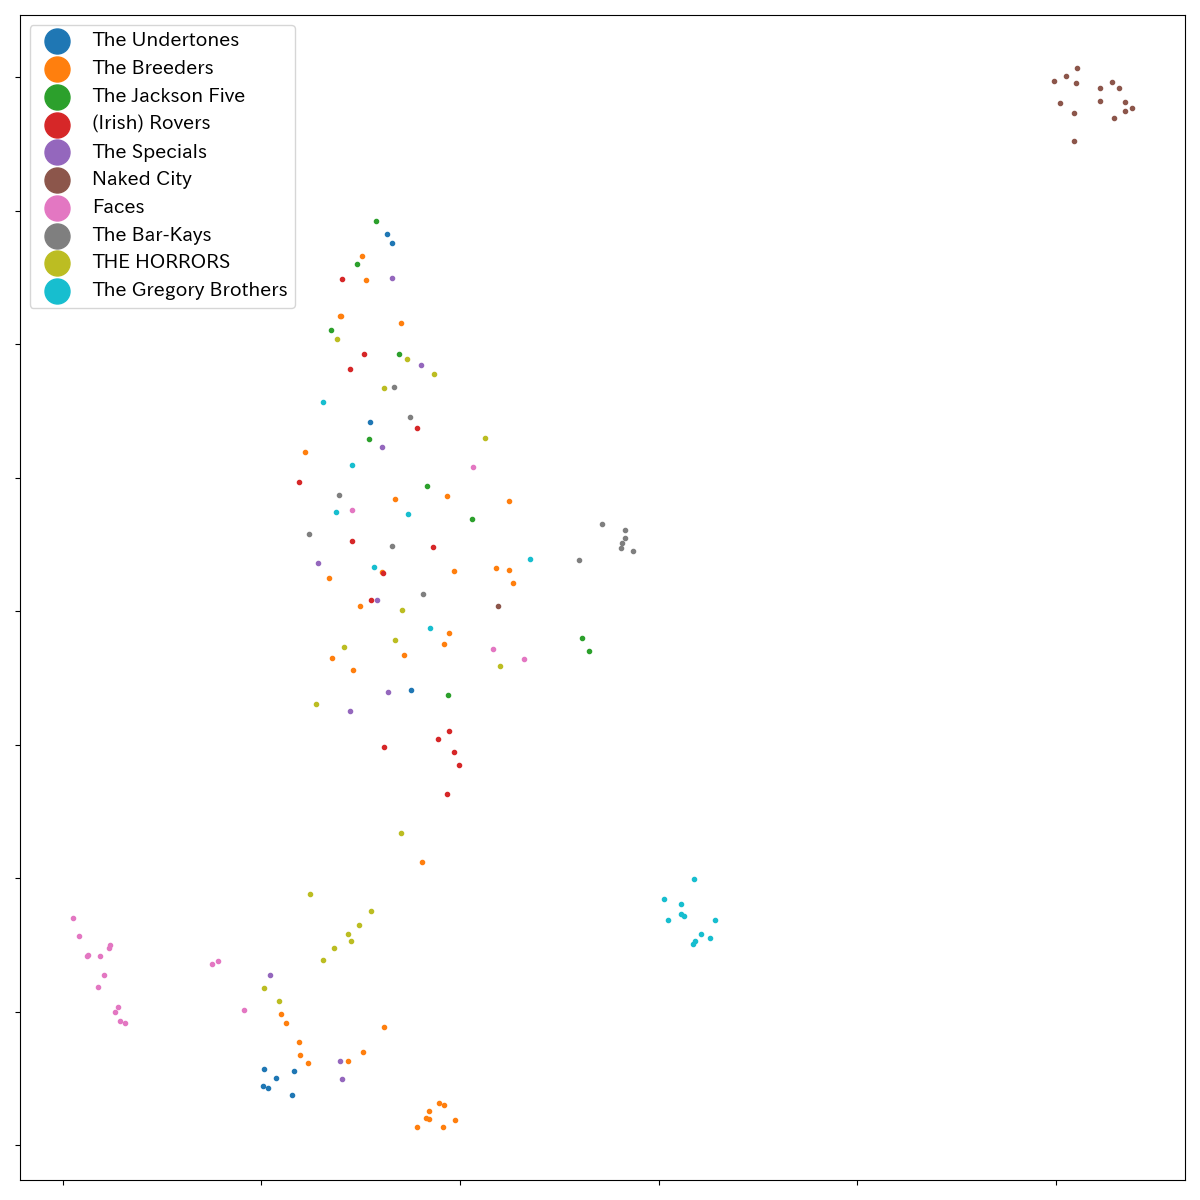 The Undertones
The Breeders
The Jackson Five
(Irish) Rovers
The Specials
Naked City
Faces
The Bar-Kays
THE HORRORS
The Gregory Brothers